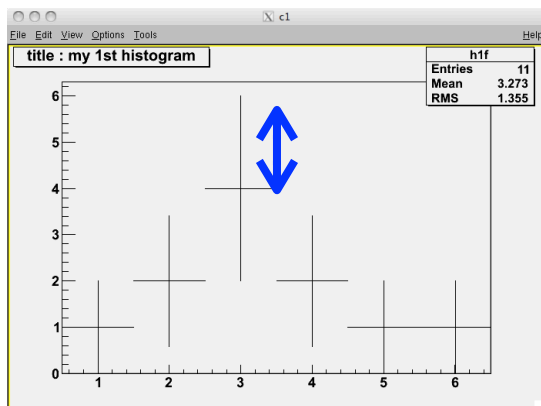 c1
File Edit View Options Tools Help
title : my 1st histogram
h1f
Entries 11
Mean 3.273
RMS 1.355
6
5
4
3
2
1
0
1 2 3 4 5 6